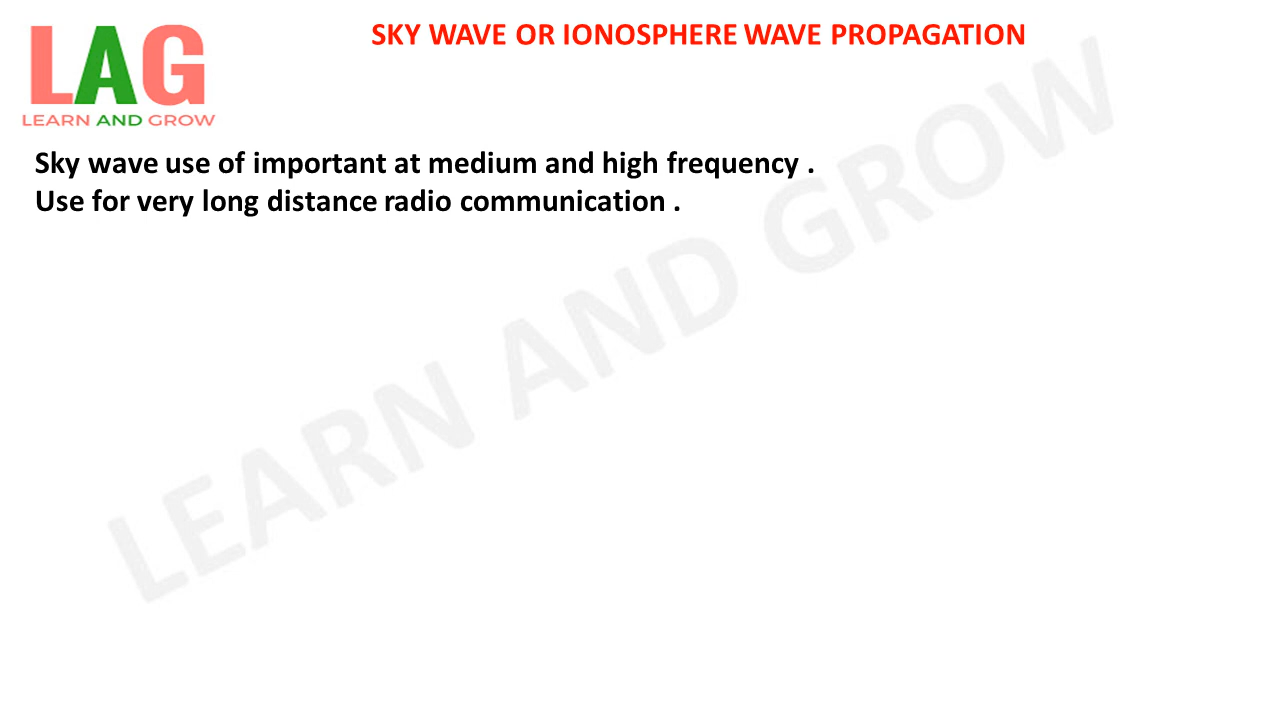 SKY WAVE OR IONOSPHERE WAVE PROPAGATION
LAG
LEARN AND GROW
Sky wave use of important at medium and high frequency .
Use for very long distance radio communication .
LEARN AND GROW